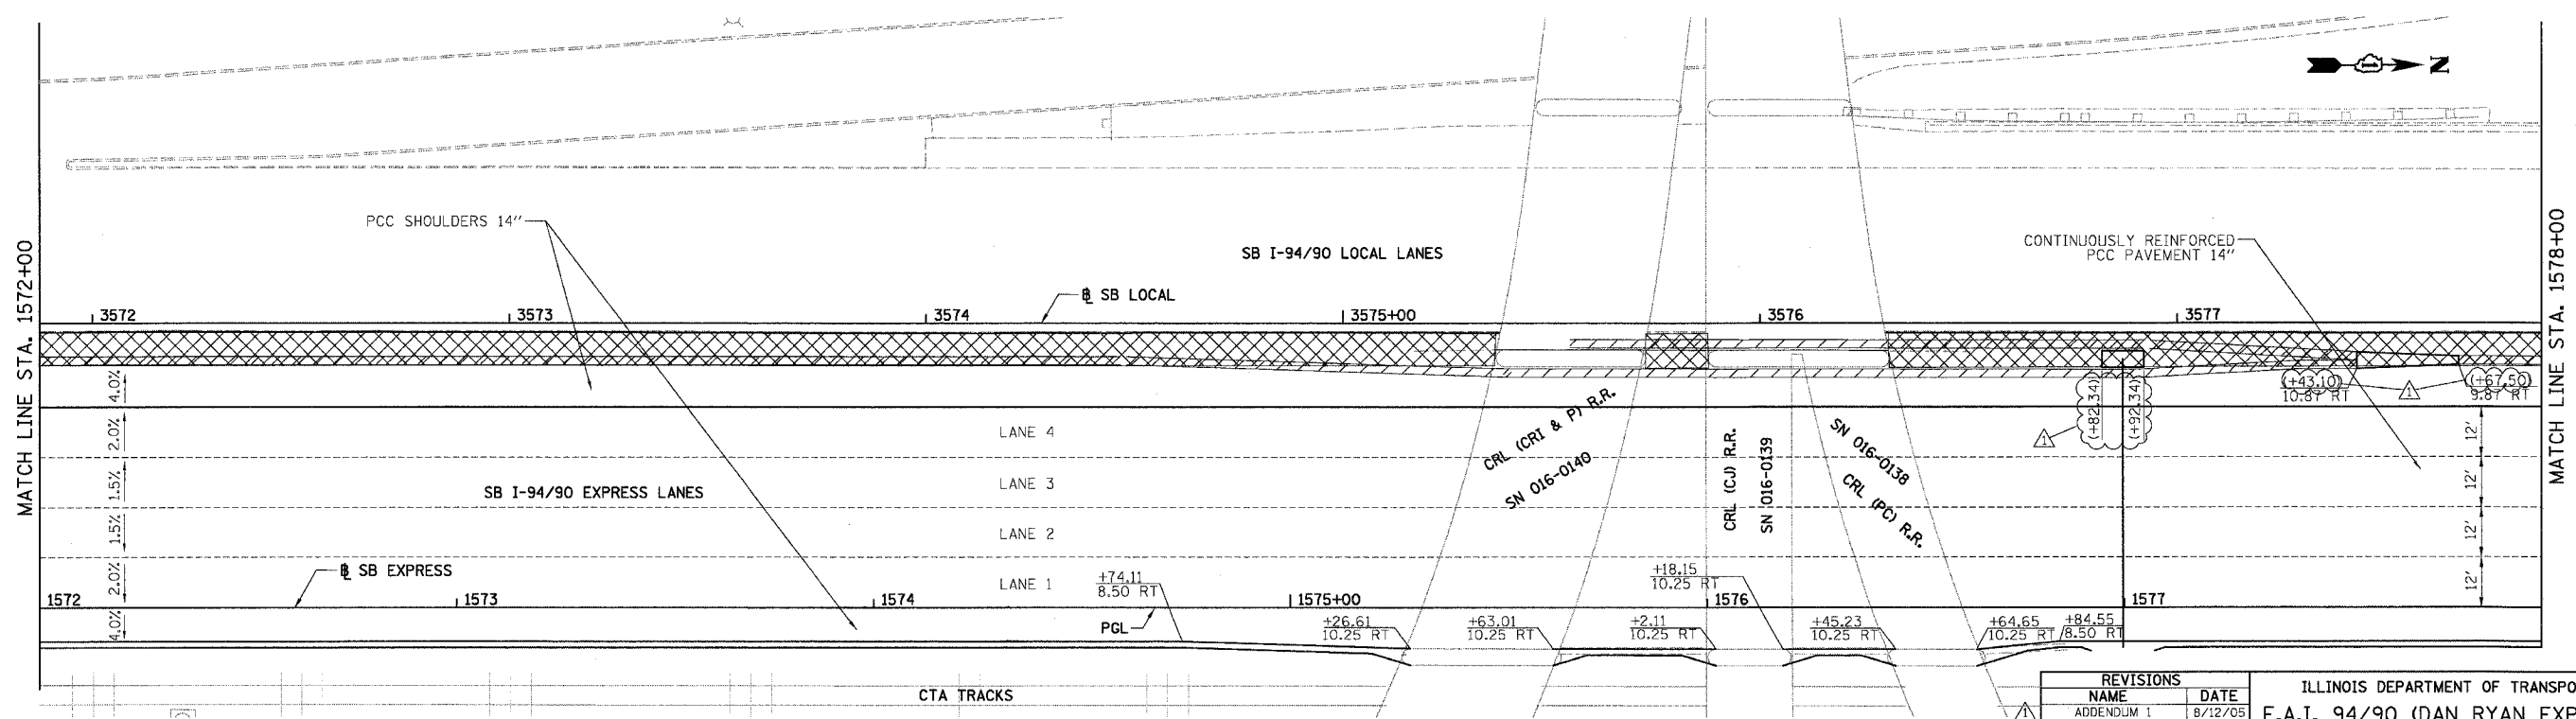 N
PCC SHOULDERS 14"
SB I-94/90 LOCAL LANES
CONTINUOUSLY REINFORCED
PCC PAVEMENT 14"
MATCH LINE STA. 1572+00
MATCH LINE STA. 1578+00
℄ SB LOCAL
3572
3573
3574
3575+00
3576
3577
4.0%
2.0%
1.5%
1.5%
2.0%
4.0%
LANE 4
LANE 3
LANE 2
LANE 1
SB I-94/90 EXPRESS LANES
CRL (CRI & P) R.R.
SN 016-0140
CRL (CJ) R.R.
SN 016-0139
SN 016-0138
CRL (PC) R.R.
(+82.34)
(+92.34)
1
(+43.10)
10.87 RT
1
(+67.50)
9.87 RT
12'
12'
12'
12'
B SB EXPRESS
1572
1573
1574
1575+00
1576
1577
+74.11
8.50 RT
PGL
+18.15
10.25 RT
+26.61
10.25 RT
+63.01
10.25 RT
+2.11
10.25 RT
+45.23
10.25 RT
+64.65
10.25 RT
+84.55
8.50 RT
CTA TRACKS
REVISIONS
NAME DATE
1 ADDENDUM 1 8/12/05
ILLINOIS DEPARTMENT OF TRANSPO
F.A.I. 94/90 (DAN RYAN EXP